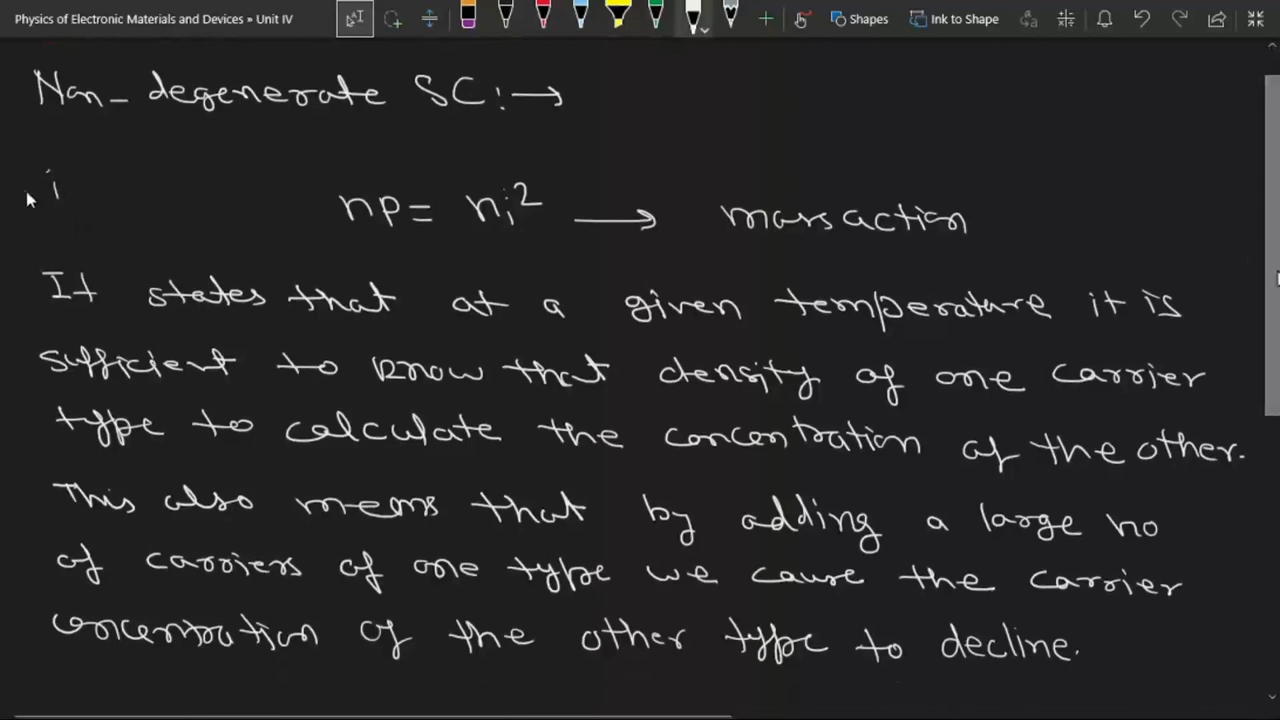 Physics of Electronic Materials and Devices » Unit IV
Shapes
Ink to Shape
Non-degenerate SC:→
i
np = nᵢ² → mass action
It states that at a given temperature it is
sufficient to know that density of one carrier
type to calculate the concentration of the other.
This also means that by adding a large no
of carriers of one type we cause the carrier
concentration of the other type to decline.